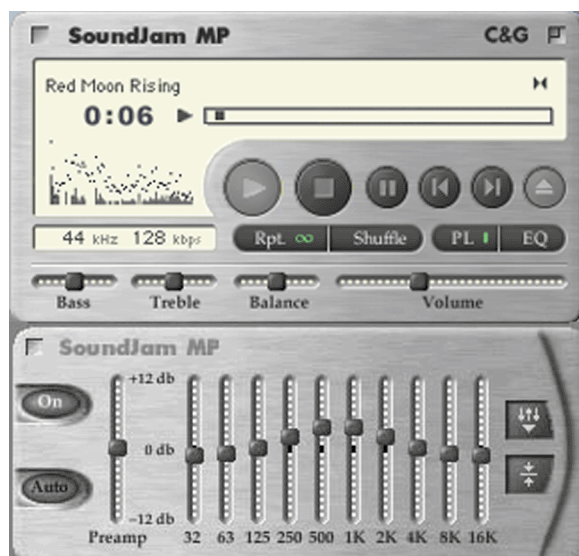 SoundJam MP C&G
Red Moon Rising
0:06
44 kHz 128 kbps Rpt. ∞ Shuffle PL EQ
Bass Treble Balance Volume
SoundJam MP
On
+12 db
0 db
Auto
-12 db
Preamp 32 63 125 250 500 1K 2K 4K 8K 16K